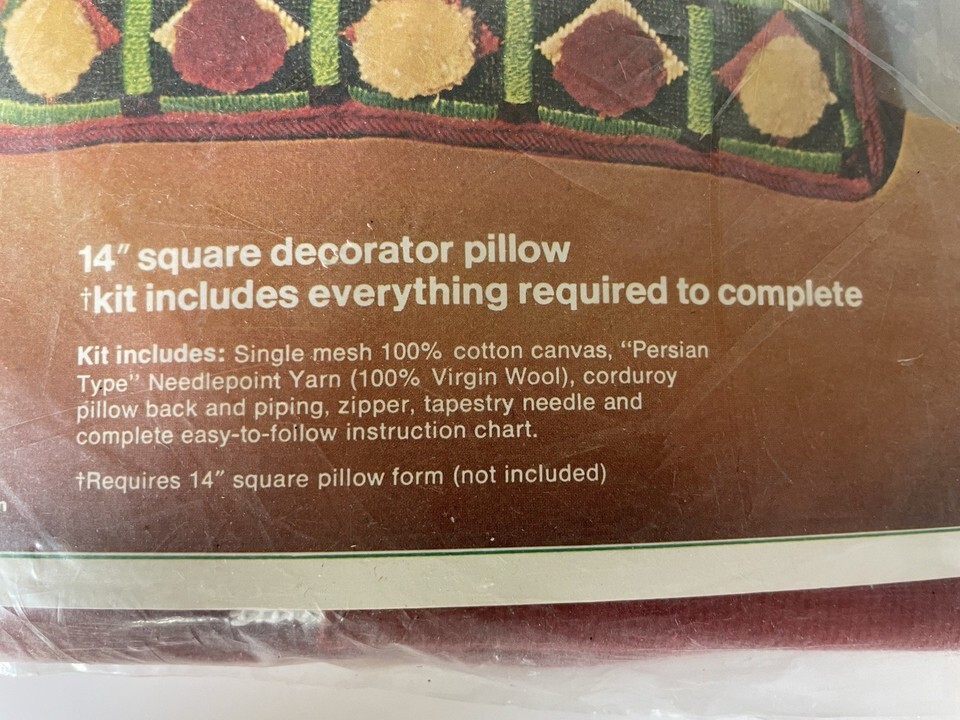 14" square decorator pillow
†kit includes everything required to complete
Kit includes: Single mesh 100% cotton canvas, “Persian
Type” Needlepoint Yarn (100% Virgin Wool), corduroy
pillow back and piping, zipper, tapestry needle and
complete easy-to-follow instruction chart.
†Requires 14" square pillow form (not included)